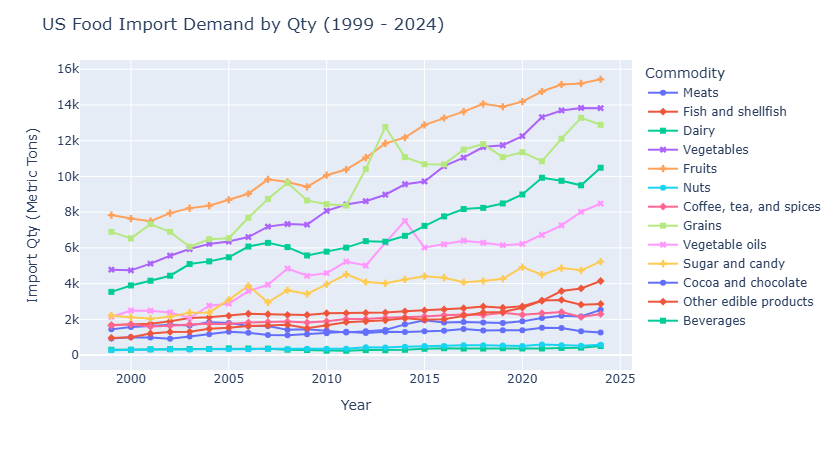 US Food Import Demand by Qty (1999 - 2024)
Import Qty (Metric Tons)
16k
14k
12k
10k
8k
6k
4k
2k
0
2000
2005
2010
2015
2020
2025
Year
Commodity
Meats
Fish and shellfish
Dairy
Vegetables
Fruits
Nuts
Coffee, tea, and spices
Grains
Vegetable oils
Sugar and candy
Cocoa and chocolate
Other edible products
Beverages